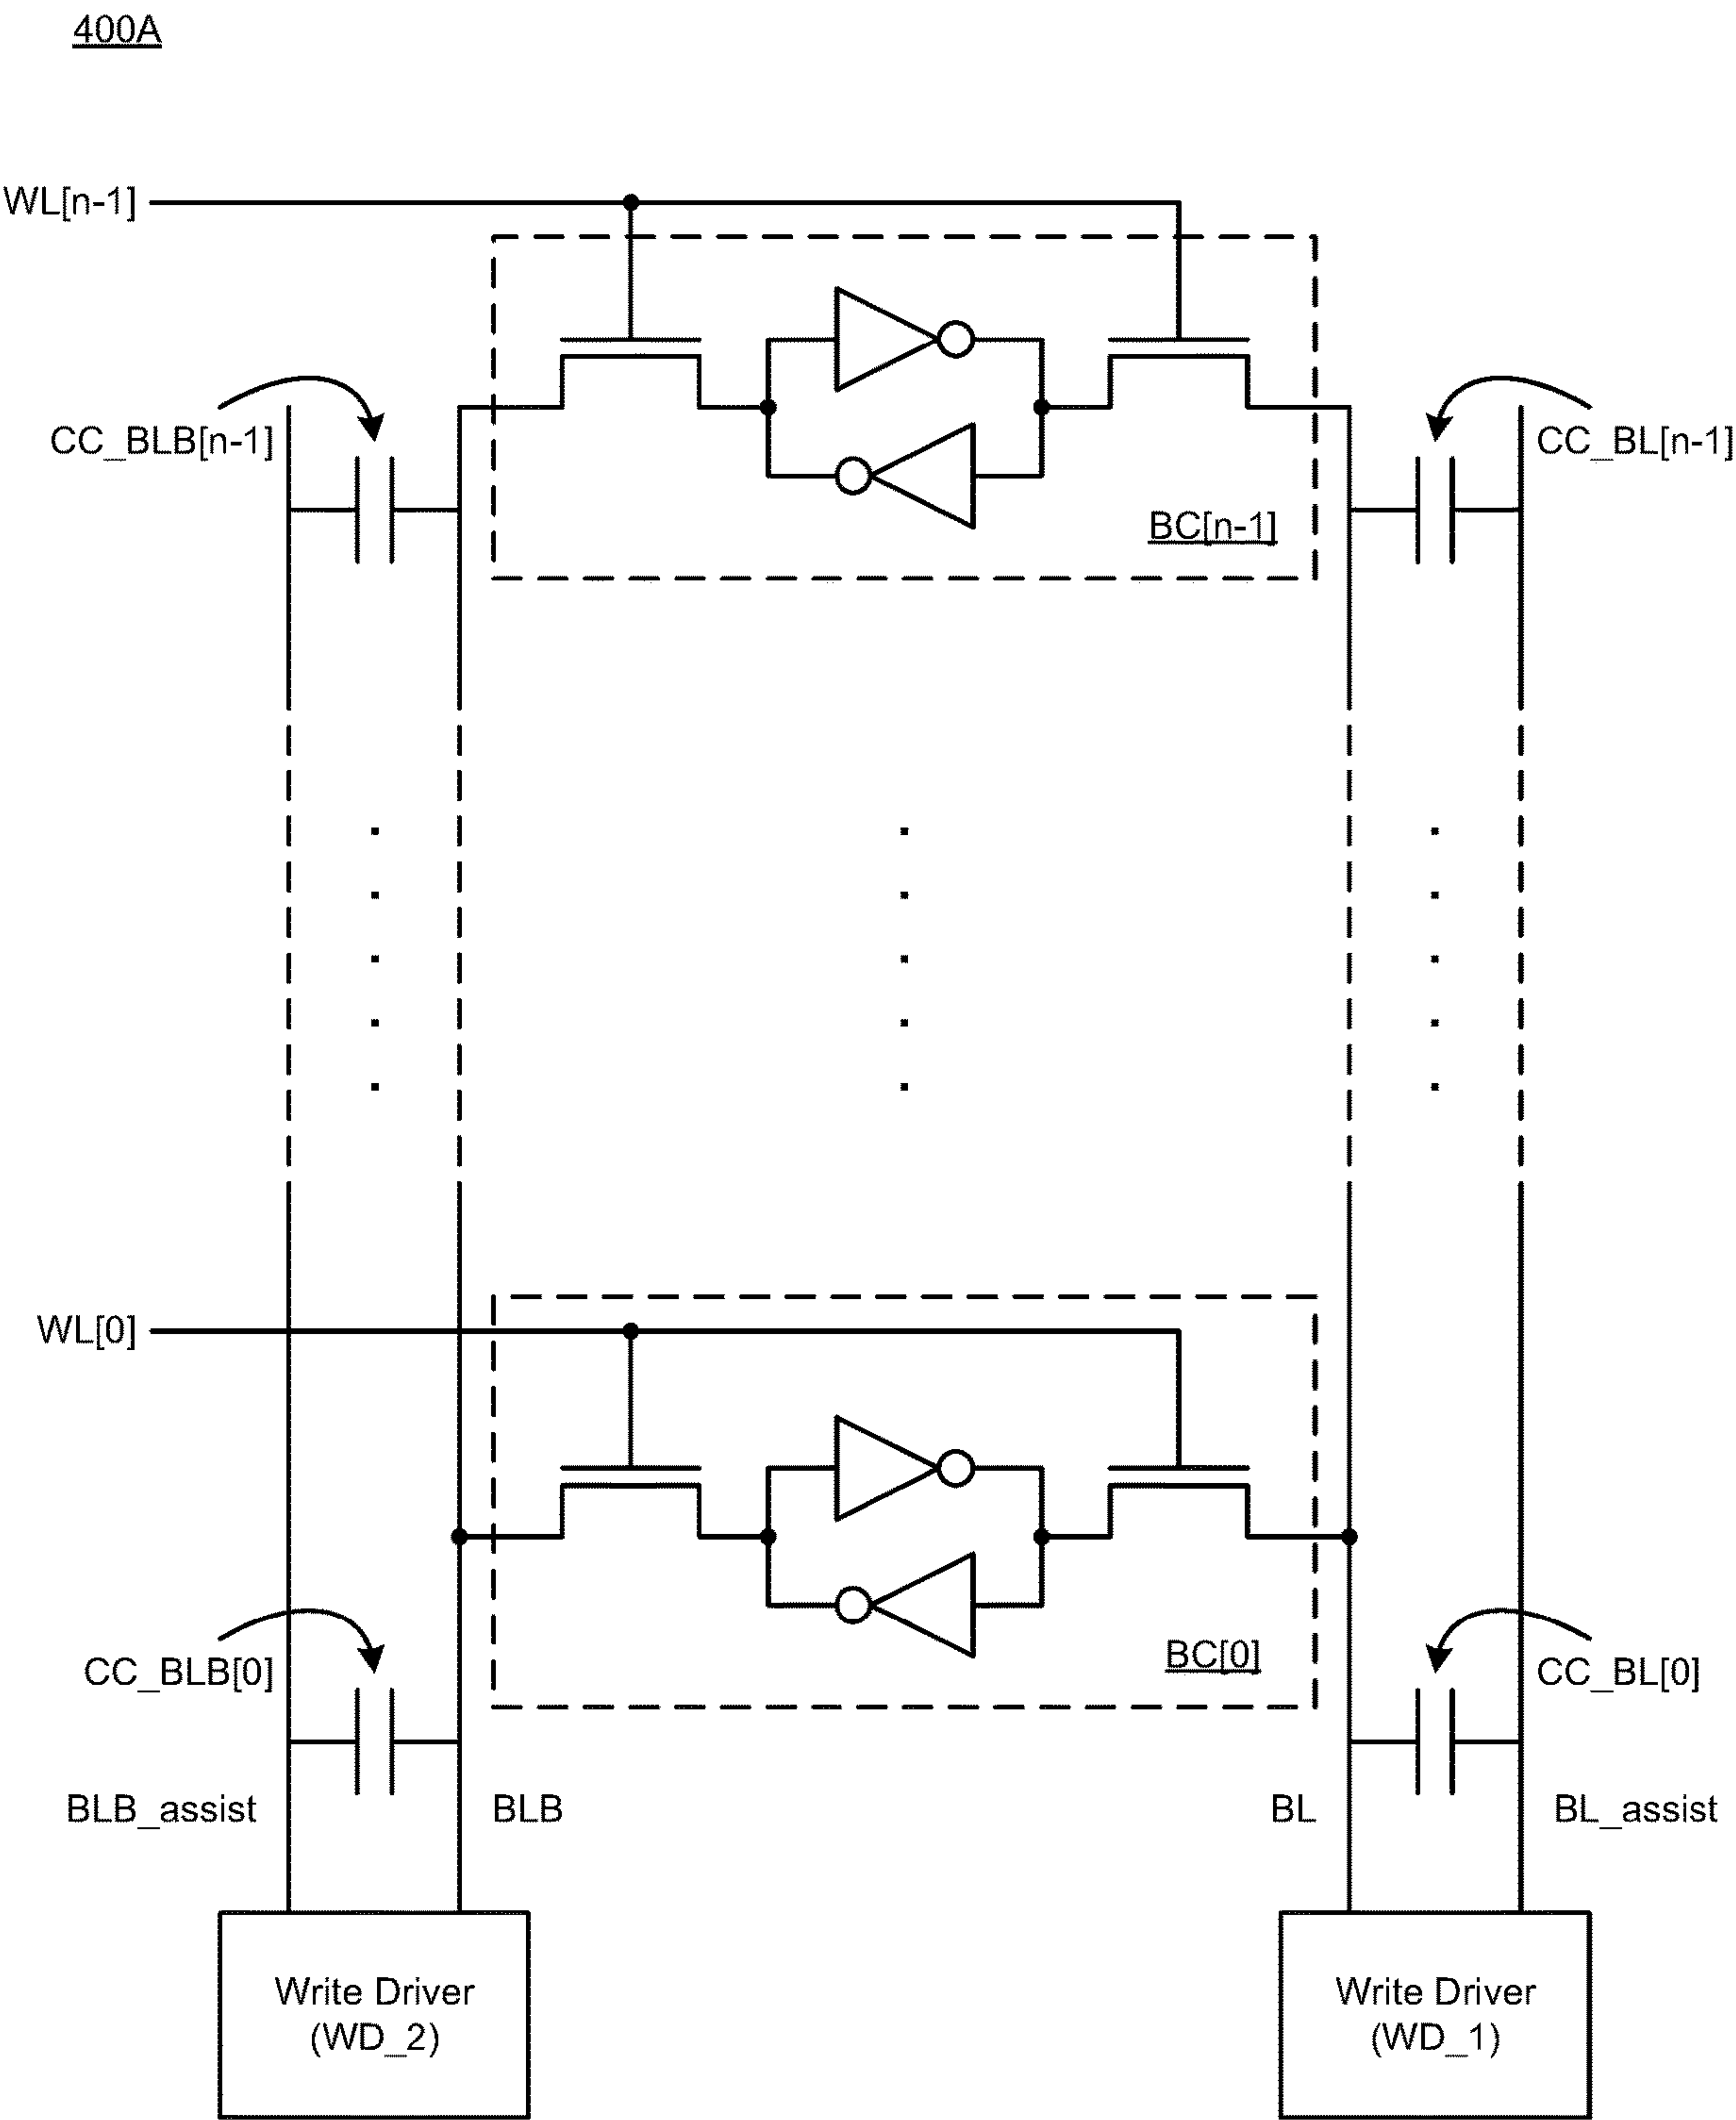 400A
WL[n-1]
CC_BLB[n-1]
CC_BL[n-1]
BC[n-1]
WL[0]
BC[0]
CC_BLB[0]
CC_BL[0]
BLB_assist
BLB
BL
BL_assist
Write Driver
(WD_2)
Write Driver
(WD_1)